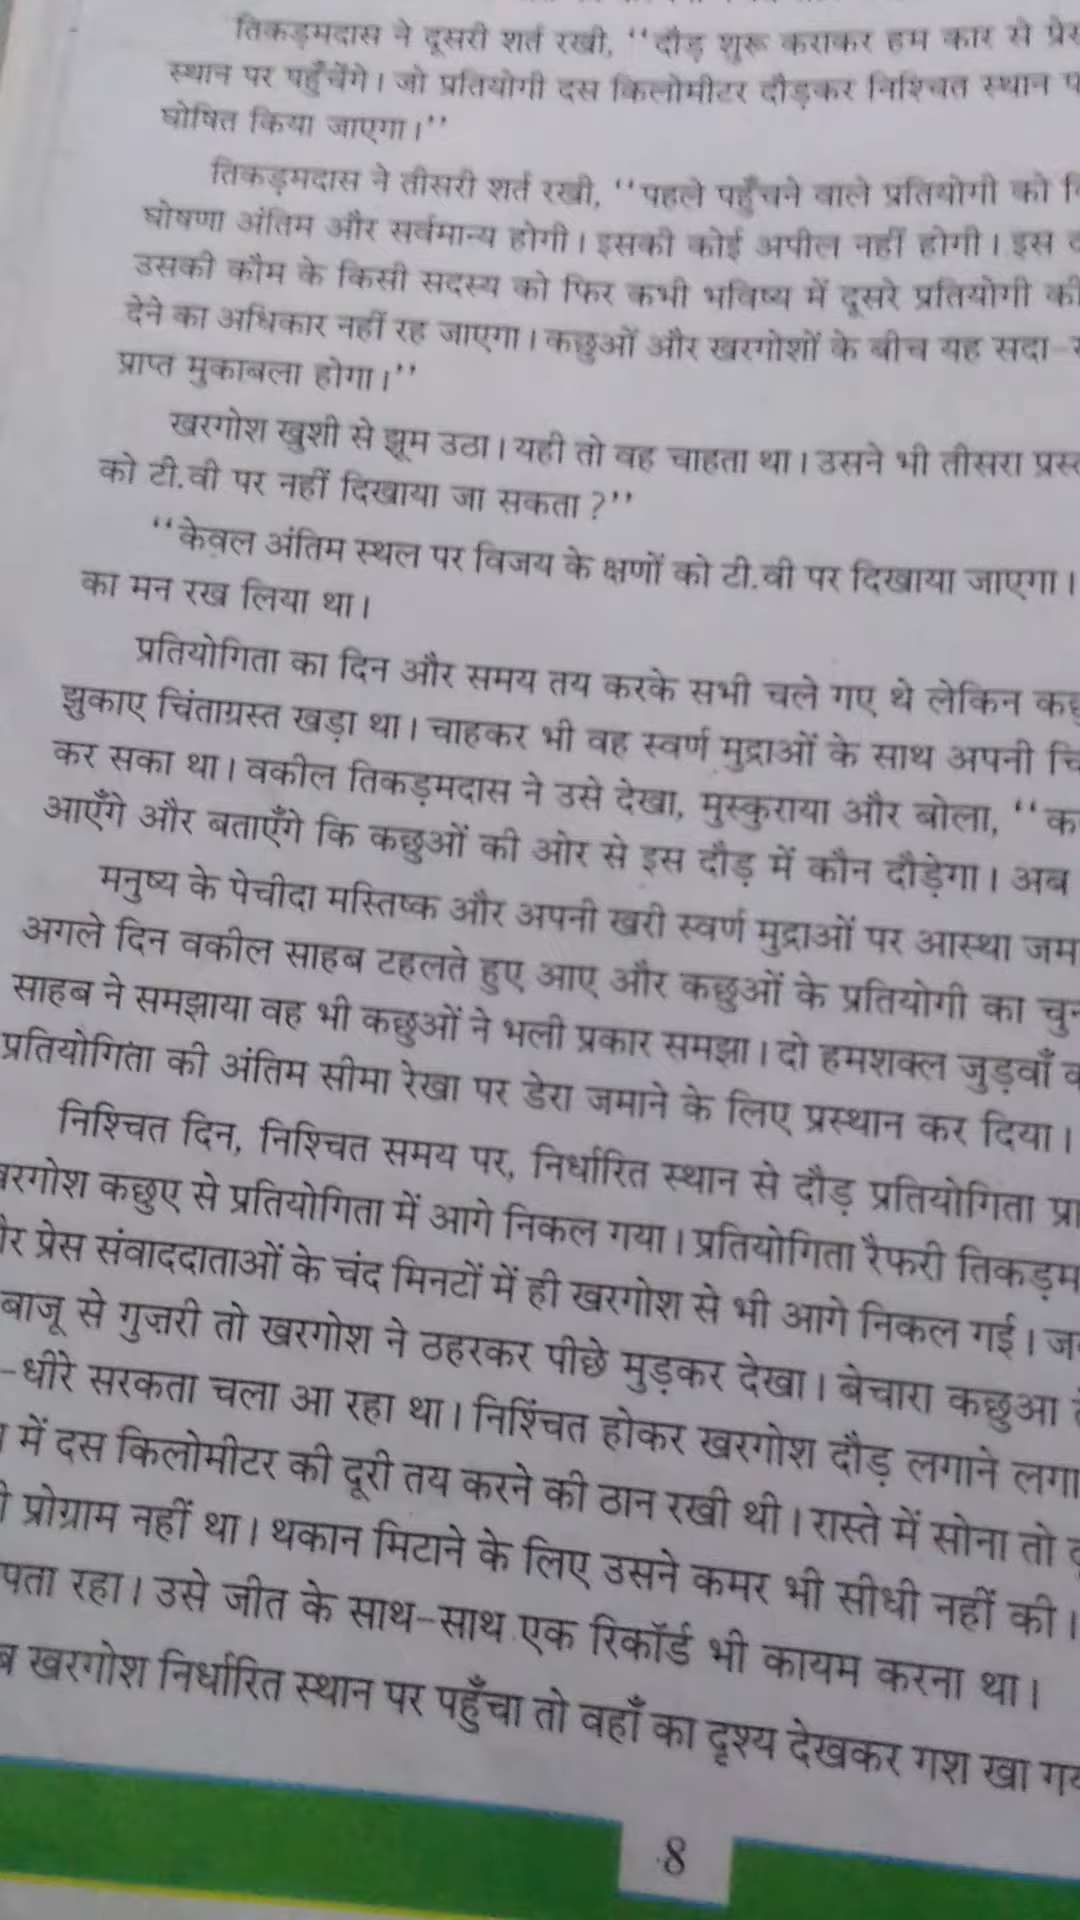 तिकड़मदास ने दूसरी शर्त रखी, ''दौड़ शुरू कराकर हम कार से
स्थान पर पहुँचेंगे। जो प्रतियोगी दस किलोमीटर दौड़कर निश्चित स्थान
घोषित किया जाएगा।''
तिकड़मदास ने तीसरी शर्त रखी, ''पहले पहुँचने वाले प्रतियोगी को
घोषणा अंतिम और सर्वमान्य होगी। इसकी कोई अपील नहीं होगी। इस
उसकी कौम के किसी सदस्य को फिर कभी भविष्य में दूसरे प्रतियोगी
देने का अधिकार नहीं रह जाएगा। कछुओं और खरगोशों के बीच यह सदा-
प्राप्त मुकाबला होगा।''
खरगोश खुशी से झूम उठा। यही तो वह चाहता था। उसने भी तीसरा
को टी.वी पर नहीं दिखाया जा सकता ?''
''केवल अंतिम स्थल पर विजय के क्षणों को टी.वी पर दिखाया जाएगा।
का मन रख लिया था।
प्रतियोगिता का दिन और समय तय करके सभी चले गए थे लेकिन
झुकाए चिंताग्रस्त खड़ा था। चाहकर भी वह स्वर्ण मुद्राओं के साथ अपनी
कर सका था। वकील तिकड़मदास ने उसे देखा, मुस्कुराया और बोला, ''
आएँगे और बताएँगे कि कछुओं की ओर से इस दौड़ में कौन दौड़ेगा। अब
मनुष्य के पेचीदा मस्तिष्क और अपनी खरी स्वर्ण मुद्राओं पर आस्था
अगले दिन वकील साहब टहलते हुए आए और कछुओं के प्रतियोगी का
साहब ने समझाया वह भी कछुओं ने भली प्रकार समझा। दो हमशक्ल जुड़वाँ
प्रतियोगिता की अंतिम सीमा रेखा पर डेरा जमाने के लिए प्रस्थान कर दिया।
निश्चित दिन, निश्चित समय पर, निर्धारित स्थान से दौड़ प्रतियोगिता
कछुए से प्रतियोगिता में आगे निकल गया। प्रतियोगिता रैफरी
प्रेस संवाददाताओं के चंद मिनटों में ही खरगोश से भी आगे निकल गई।
बाजू से गुज़री तो खरगोश ने ठहरकर पीछे मुड़कर देखा। बेचारा कछुआ
-धीरे सरकता चला आ रहा था। निश्चिंत होकर खरगोश दौड़ लगाने लगा
में दस किलोमीटर की दूरी तय करने की ठान रखी थी। रास्ते में सोना तो
प्रोग्राम नहीं था। थकान मिटाने के लिए उसने कमर भी सीधी नहीं की।
रहा। उसे जीत के साथ-साथ एक रिकॉर्ड भी कायम करना था।
खरगोश निर्धारित स्थान पर पहुँचा तो वहाँ का दृश्य देखकर गश खा
8